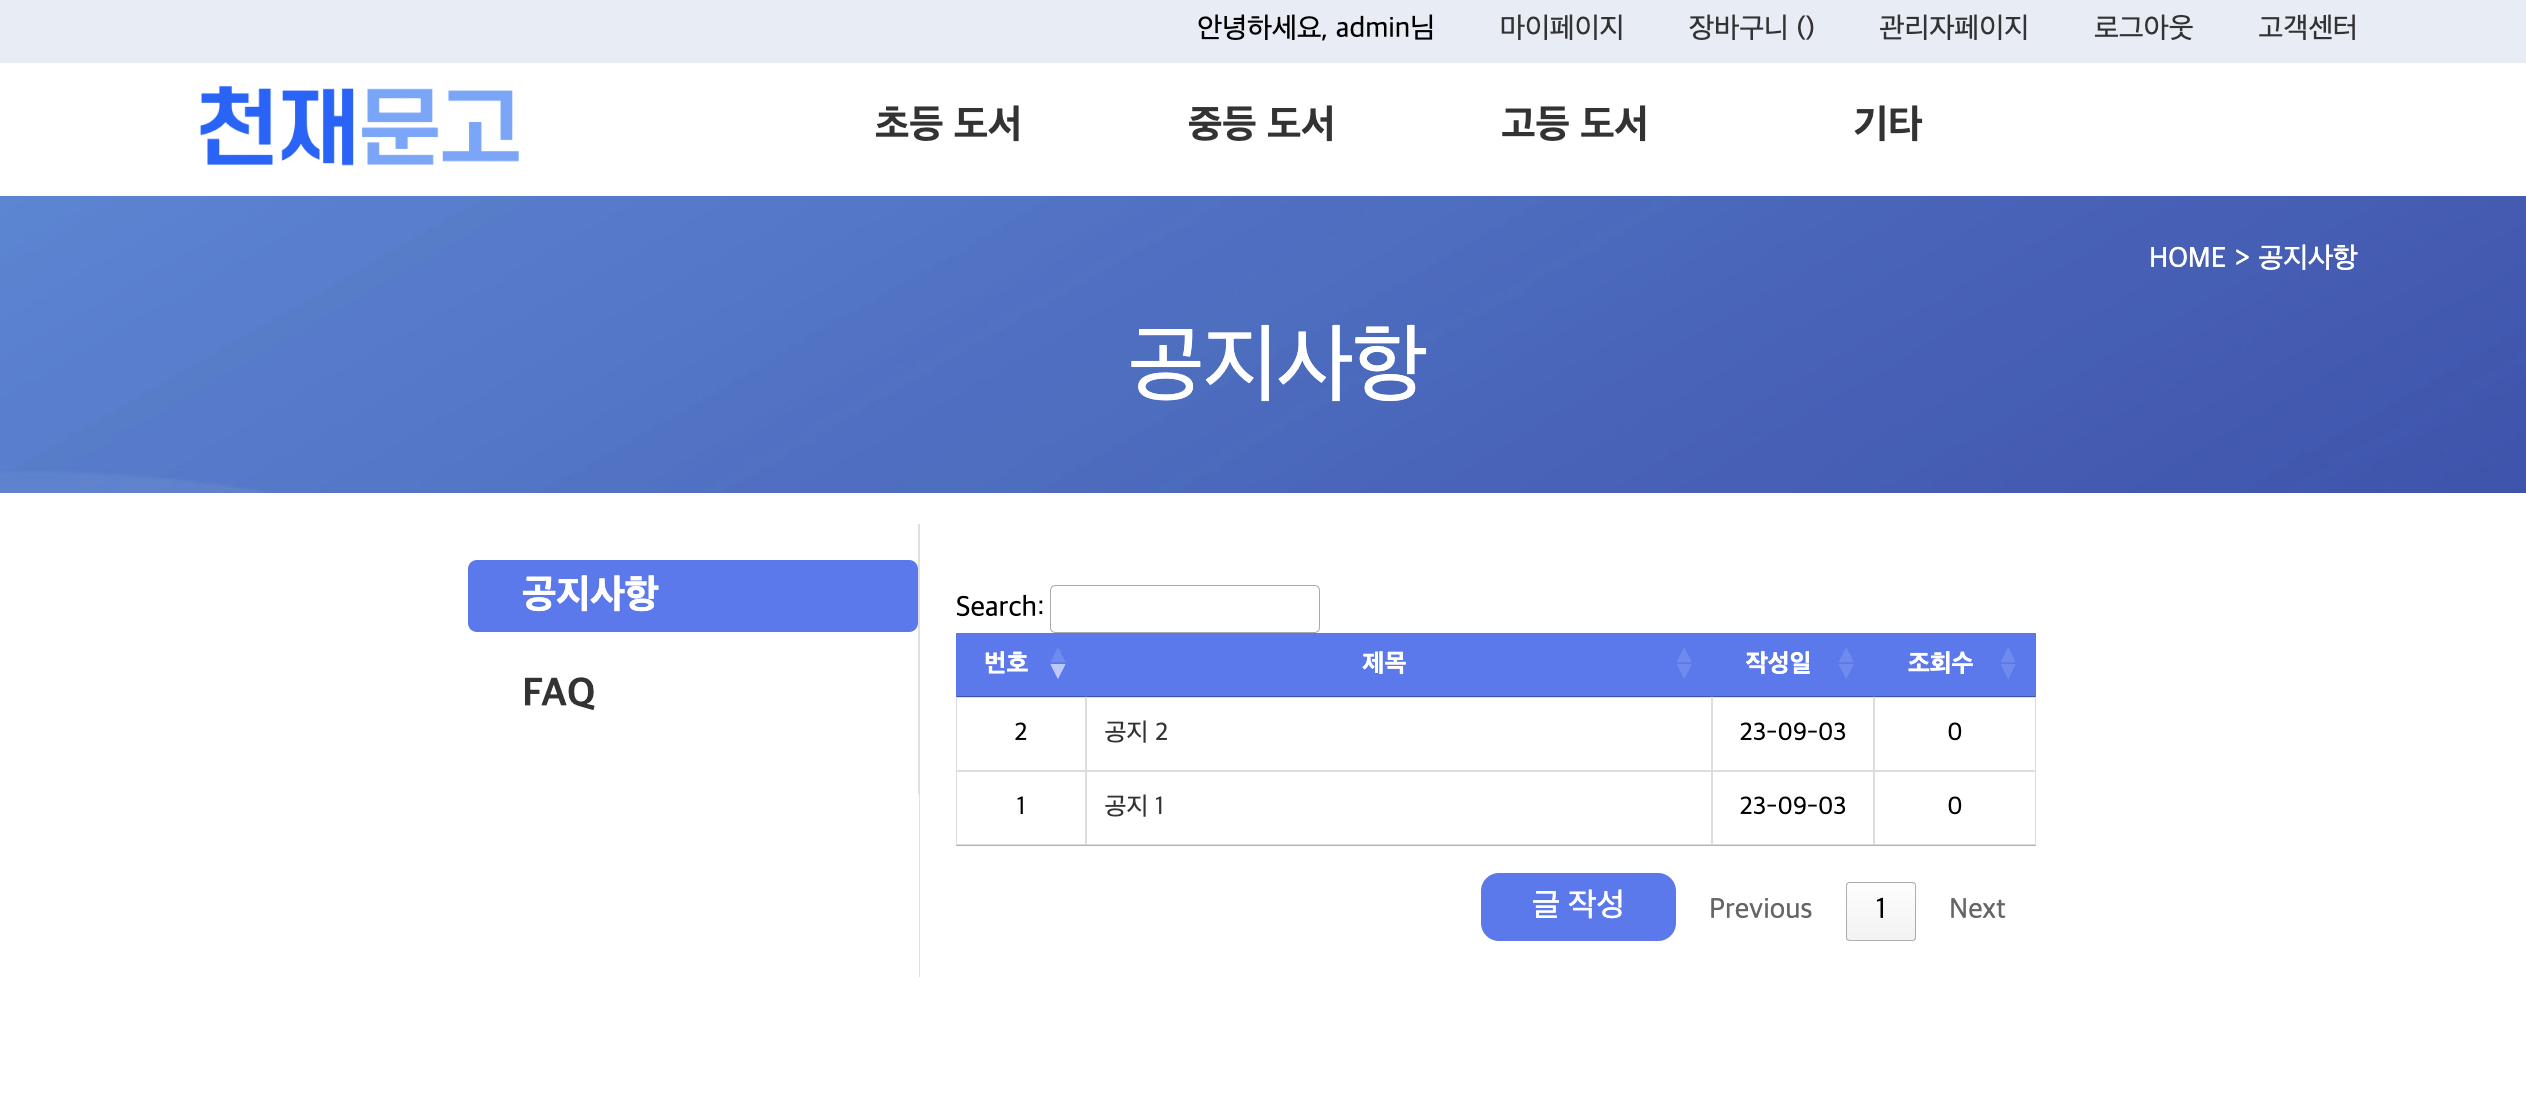 안녕하세요, admin님 마이페이지 장바구니 () 관리자페이지 로그아웃 고객센터
천재문고 초등 도서 중등 도서 고등 도서 기타
HOME > 공지사항
공지사항
공지사항
FAQ
Search:
번호 제목 작성일 조회수
2 공지 2 23-09-03 0
1 공지 1 23-09-03 0
글 작성 Previous 1 Next